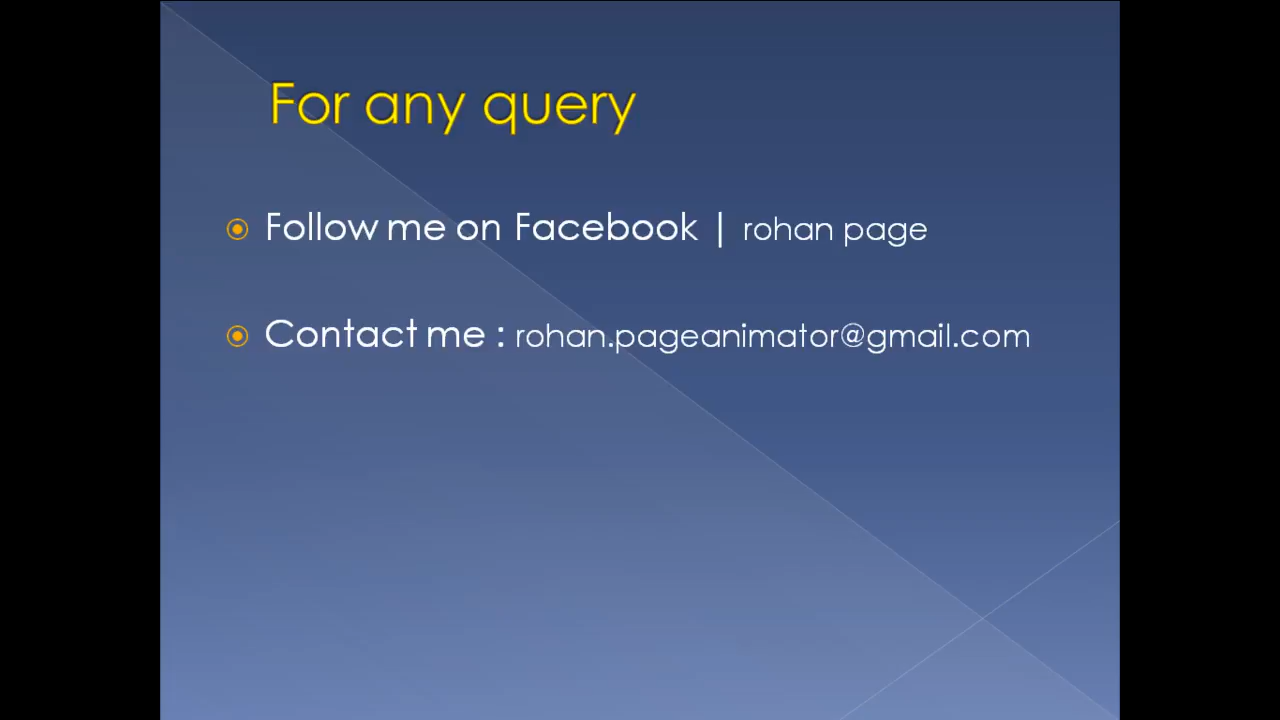 For any query
Follow me on Facebook | rohan page
Contact me : rohan.pageanimator@gmail.com